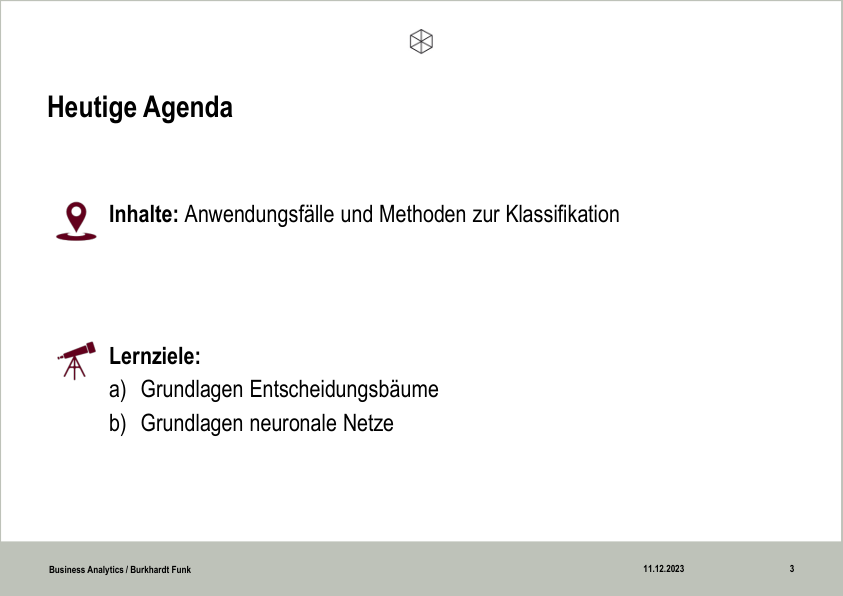 Heutige Agenda
Inhalte: Anwendungsfälle und Methoden zur Klassifikation
Lernziele:
a) Grundlagen Entscheidungsbäume
b) Grundlagen neuronale Netze
Business Analytics / Burkhardt Funk 11.12.2023 3